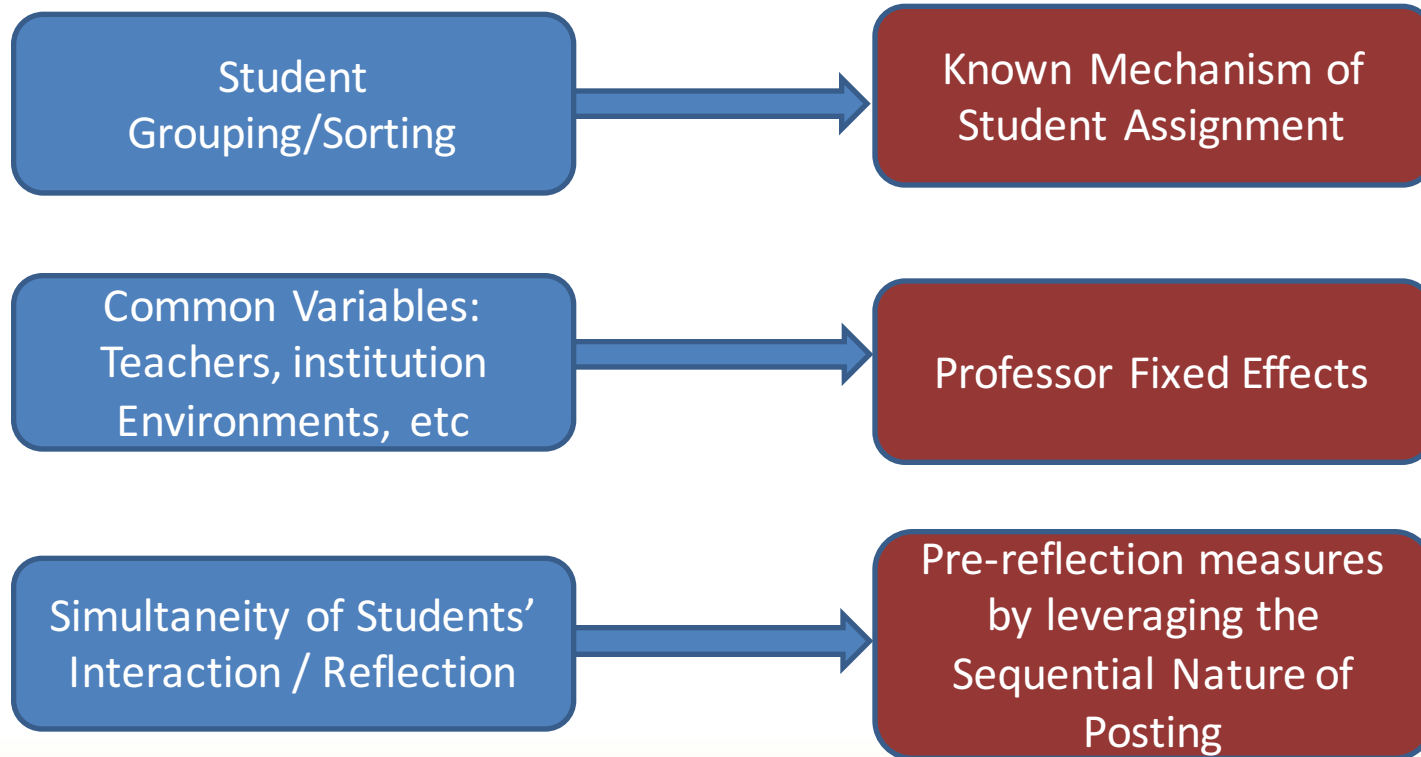 Student
Grouping/Sorting
Known Mechanism of
Student Assignment
Common Variables:
Teachers, institution
Environments, etc
Professor Fixed Effects
Simultaneity of Students’
Interaction / Reflection
Pre-reflection measures
by leveraging the
Sequential Nature of
Posting